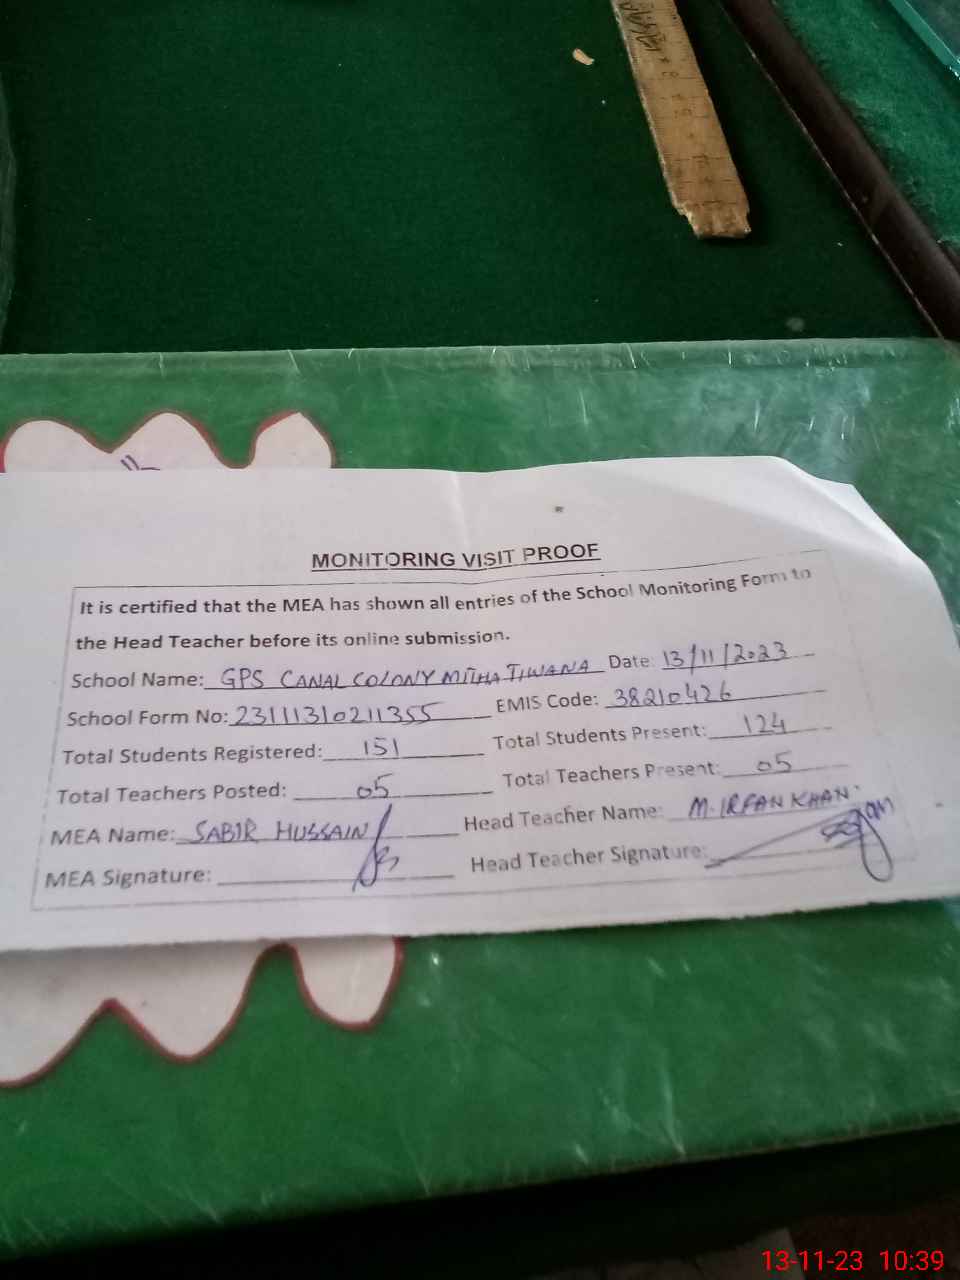 MONITORING VISIT PROOF
It is certified that the MEA has shown all entries of the School Monitoring Form to
the Head Teacher before its online submission.
School Name: GPS CANAL COLONY MITHA TIWANA Date: 13/11/2023
School Form No: 23111310211355 EMIS Code: 38210426
Total Students Registered: 151 Total Students Present: 124
Total Teachers Posted: 05 Total Teachers Present: 05
MEA Name: SABIR HUSSAIN Head Teacher Name: M. IRFAN KHAN
MEA Signature: Head Teacher Signature:
13-11-23 10:39